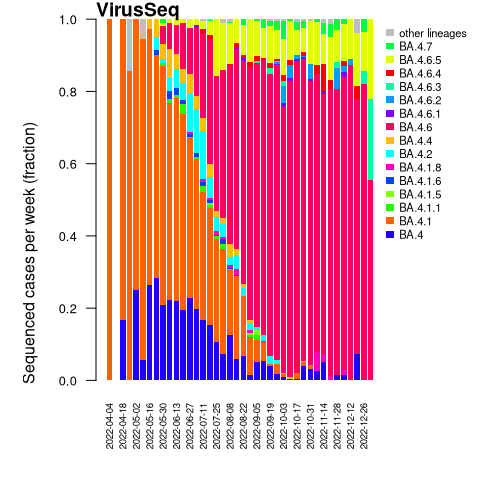 VirusSeq
Sequenced cases per week (fraction)
1.0
0.8
0.6
0.4
0.2
0.0
2022-04-04
2022-04-18
2022-05-02
2022-05-16
2022-05-30
2022-06-13
2022-06-27
2022-07-11
2022-07-25
2022-08-08
2022-08-22
2022-09-05
2022-09-19
2022-10-03
2022-10-17
2022-10-31
2022-11-14
2022-11-28
2022-12-12
2022-12-26
other lineages
BA.4.7
BA.4.6.5
BA.4.6.4
BA.4.6.3
BA.4.6.2
BA.4.6.1
BA.4.6
BA.4.4
BA.4.2
BA.4.1.8
BA.4.1.6
BA.4.1.5
BA.4.1.1
BA.4.1
BA.4